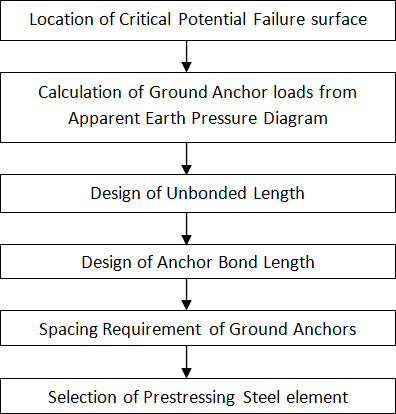 Location of Critical Potential Failure surface
Calculation of Ground Anchor loads from
Apparent Earth Pressure Diagram
Design of Unbonded Length
Design of Anchor Bond Length
Spacing Requirement of Ground Anchors
Selection of Prestressing Steel element